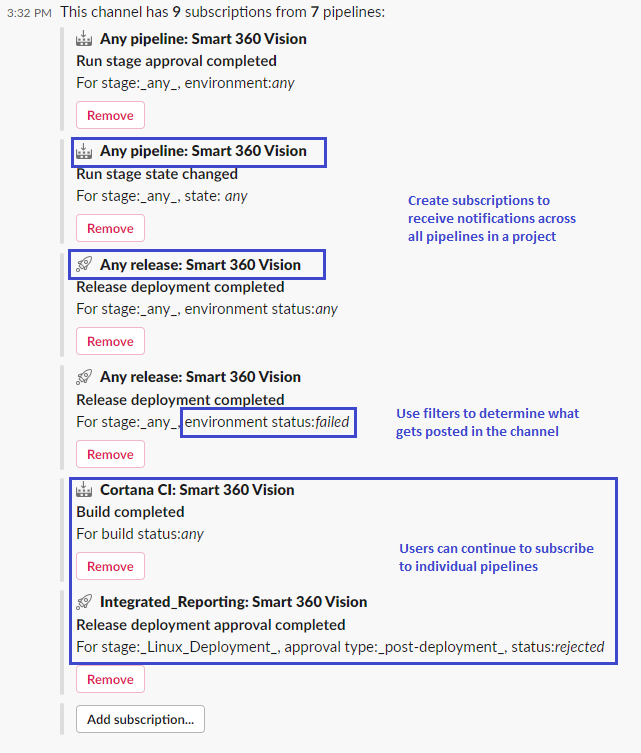 3:32 PM This channel has 9 subscriptions from 7 pipelines:
Any pipeline: Smart 360 Vision
Run stage approval completed
For stage:_any_, environment:any
Remove
Any pipeline: Smart 360 Vision
Run stage state changed
For stage:_any_, state: any
Remove
Create subscriptions to
receive notifications across
all pipelines in a project
Any release: Smart 360 Vision
Release deployment completed
For stage:_any_, environment status:any
Remove
Any release: Smart 360 Vision
Release deployment completed
For stage:_any_, environment status:failed
Remove
Use filters to determine what
gets posted in the channel
Cortana CI: Smart 360 Vision
Build completed
For build status:any
Remove
Users can continue to subscribe
to individual pipelines
Integrated_Reporting: Smart 360 Vision
Release deployment approval completed
For stage:_Linux_Deployment_, approval type:_post-deployment_, status:rejected
Remove
Add subscription...